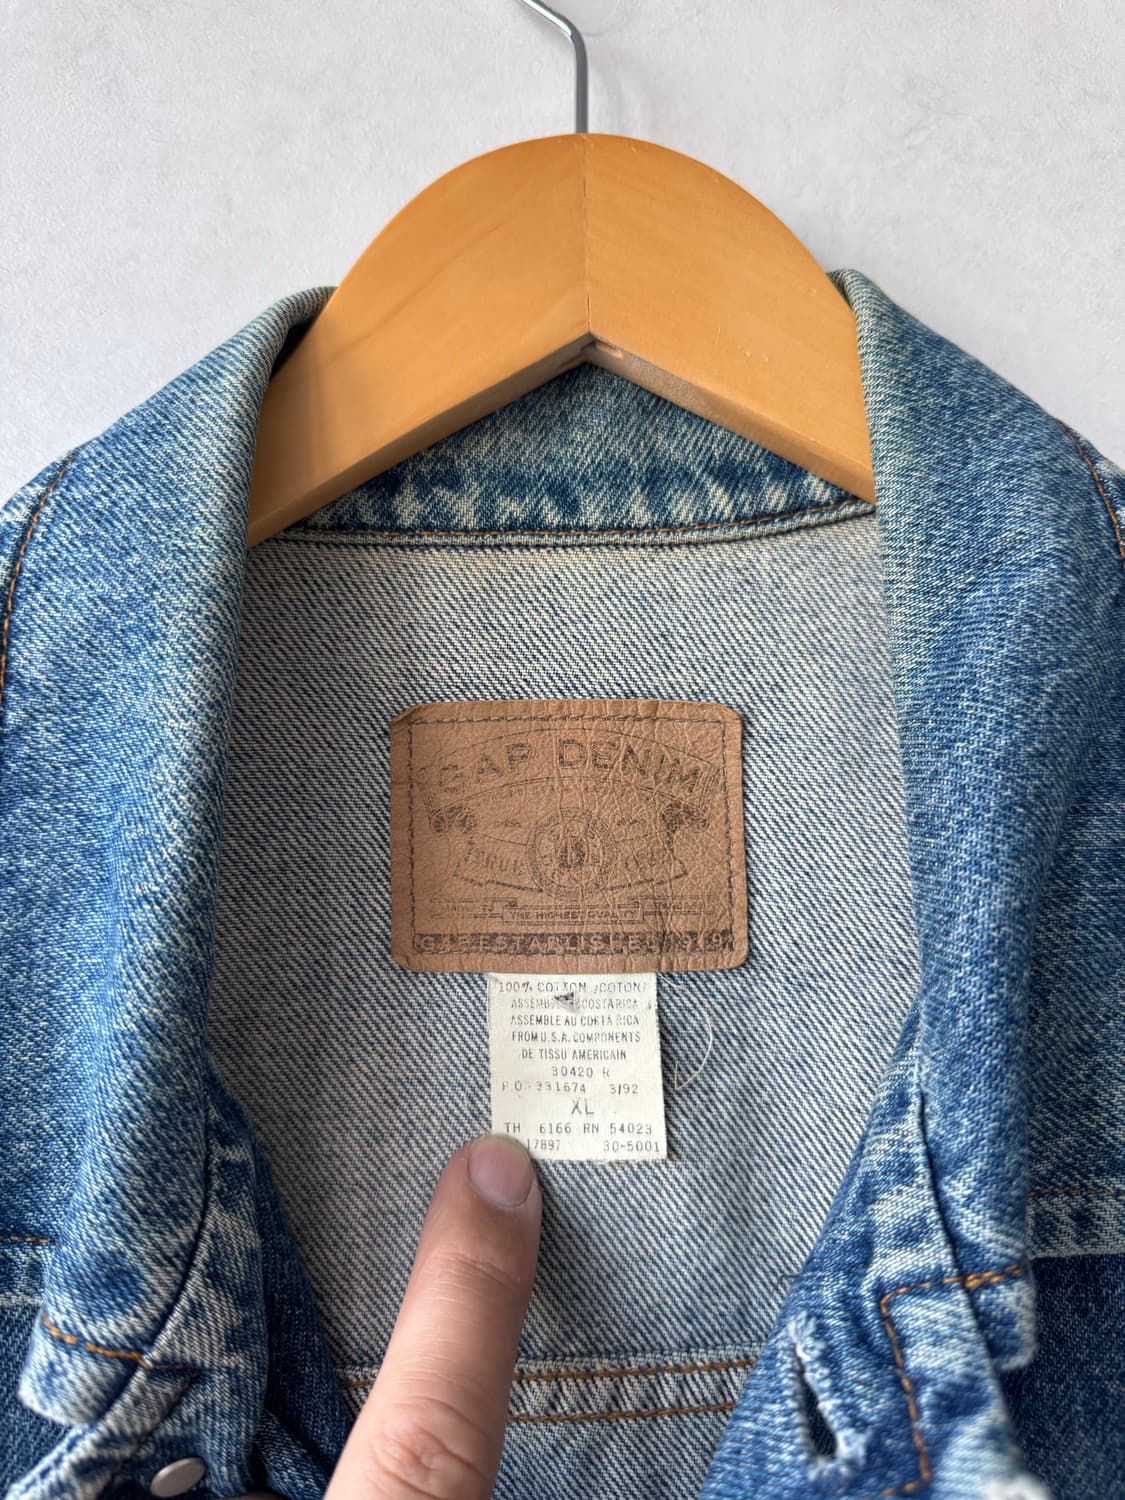 GAP DENIM
TRUE
THE HIGHEST QUALITY
GAP ESTABLISHED 1969
100% COTTON /COTON
ASSEMBLED COSTA RICA
ASSEMBLE AU COSTA RICA
FROM U.S.A. COMPONENTS
DE TISSU AMERICAIN
30420 R
P.O. 331674 3/92
XL
TH 6166 RN 54023
17897 30-5001